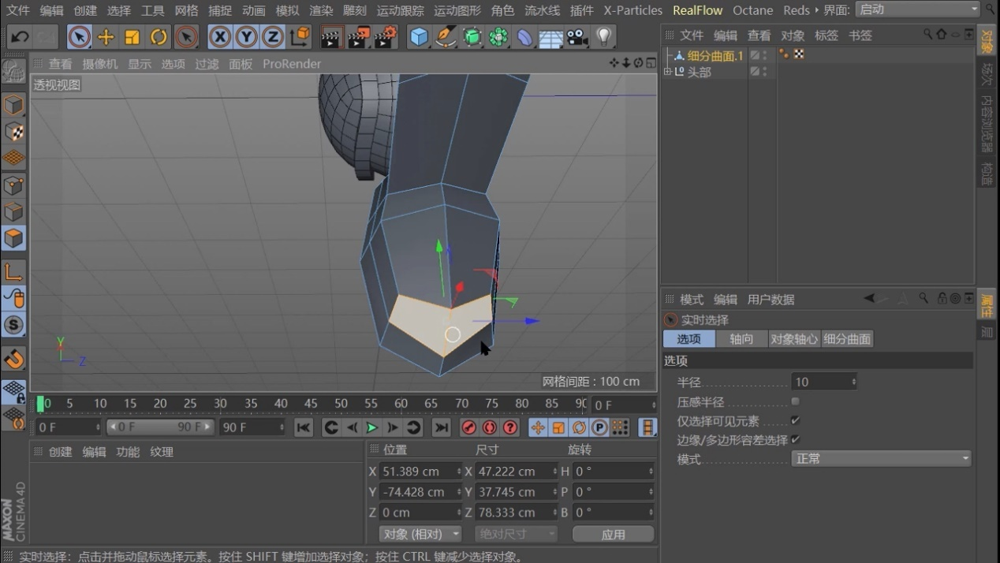 文件 编辑 创建 选择 工具 网格 捕捉 动画 模拟 渲染 雕刻 运动跟踪 运动图形 角色 流水线 插件 X-Particles RealFlow Octane Reds 界面: 启动
X Y Z
文件 编辑 查看 对象 标签 书签
查看 摄像机 显示 选项 过滤 面板 ProRender
透视视图
细分曲面.1
头部
对象
场次
内容浏览器
构造
Y
Z
网格间距 : 100 cm
模式 编辑 用户数据
属性
层
实时选择
选项 轴向 对象轴心 细分曲面
选项
半径 10
压感半径
仅选择可见元素
边缘/多边形容差选择
模式 正常
0 5 10 15 20 25 30 35 40 45 50 55 60 65 70 75 80 85 90 0 F
0 F 0 F 90 F 90 F
P
创建 编辑 功能 纹理
位置 尺寸 旋转
X 51.389 cm X 47.222 cm H 0 °
Y -74.428 cm Y 37.745 cm P 0 °
Z 0 cm Z 78.333 cm B 0 °
对象 (相对) 绝对尺寸 应用
MAXON
CINEMA 4D
实时选择：点击并拖动鼠标选择元素。按住 SHIFT 键增加选择对象；按住 CTRL 键减少选择对象。